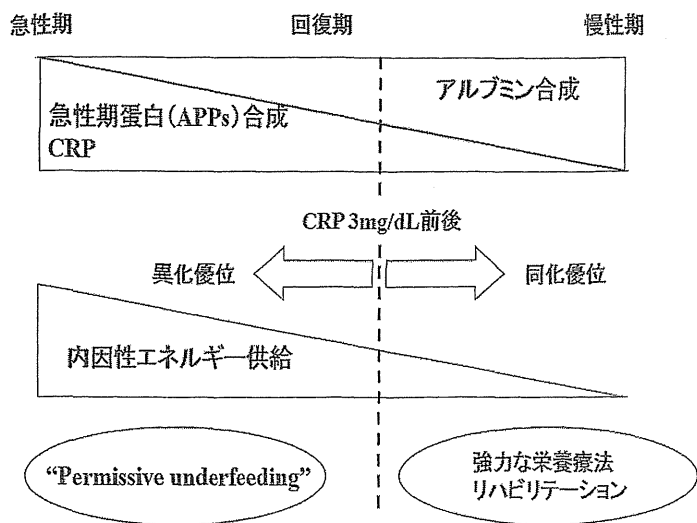 急性期 回復期 慢性期
アルブミン合成
急性期蛋白(APPs)合成
CRP
CRP 3mg/dL前後
異化優位 同化優位
内因性エネルギー供給
“Permissive underfeeding”
強力な栄養療法
リハビリテーション